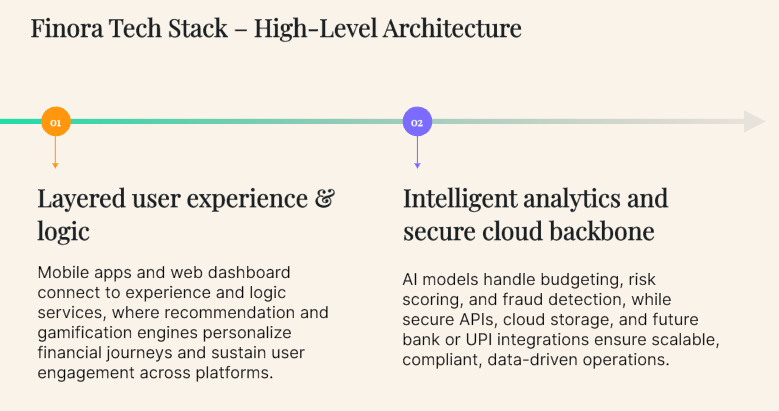 Finora Tech Stack – High-Level Architecture
01
02
Layered user experience &
logic
Mobile apps and web dashboard
connect to experience and logic
services, where recommendation and
gamification engines personalize
financial journeys and sustain user
engagement across platforms.
Intelligent analytics and
secure cloud backbone
AI models handle budgeting, risk
scoring, and fraud detection, while
secure APIs, cloud storage, and future
bank or UPI integrations ensure scalable,
compliant, data-driven operations.